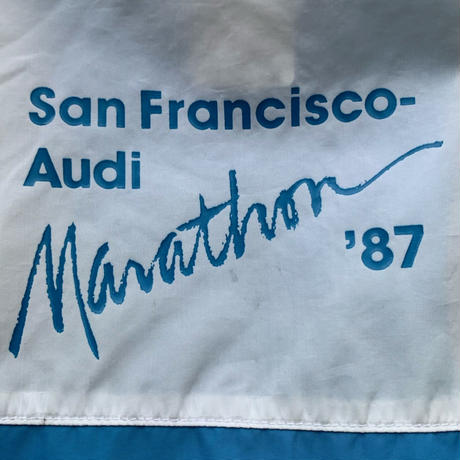 San Francisco-
Audi
Marathon
'87